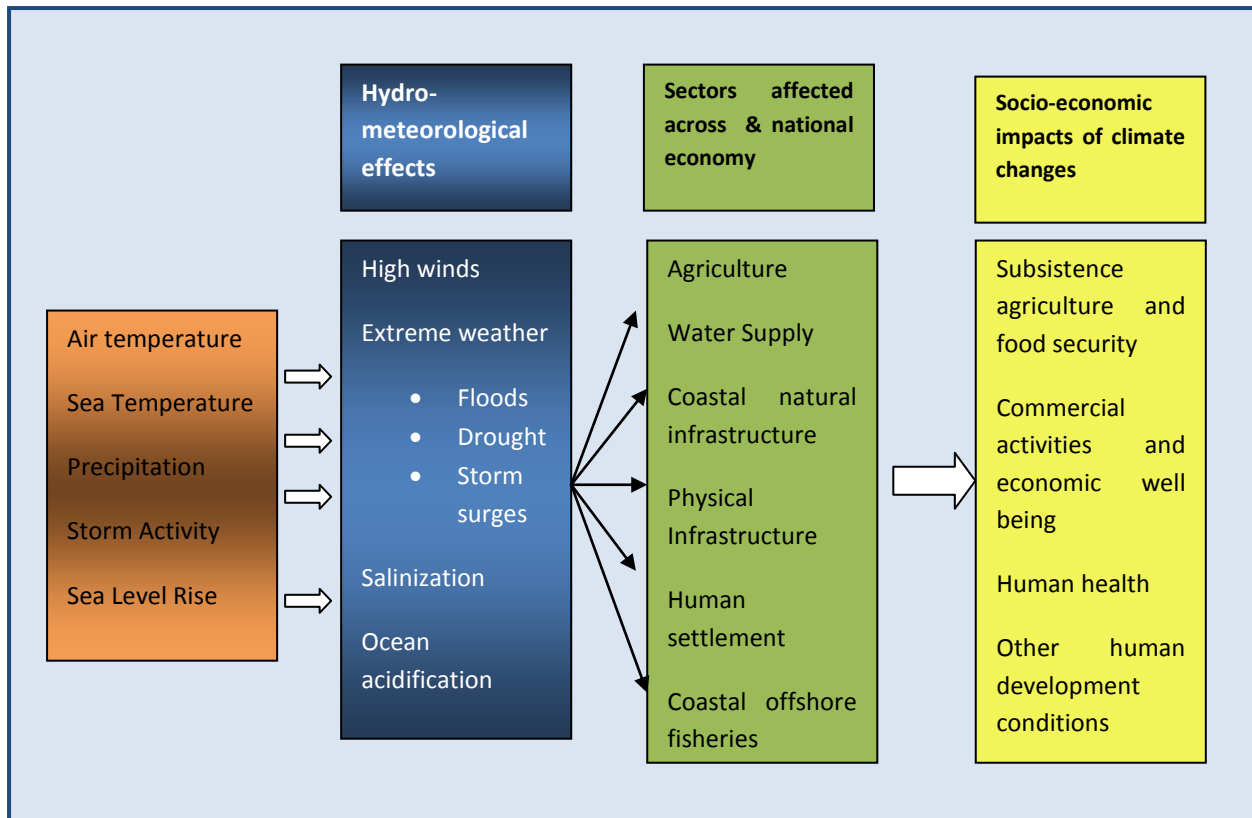 Hydro-
meteorological
effects
Sectors affected
across & national
economy
Socio-economic
impacts of climate
changes
Air temperature
Sea Temperature
Precipitation
Storm Activity
Sea Level Rise
High winds
Extreme weather
• Floods
• Drought
• Storm
surges
Salinization
Ocean
acidification
Agriculture
Water Supply
Coastal natural
infrastructure
Physical
Infrastructure
Human
settlement
Coastal offshore
fisheries
Subsistence
agriculture and
food security
Commercial
activities and
economic well
being
Human health
Other human
development
conditions